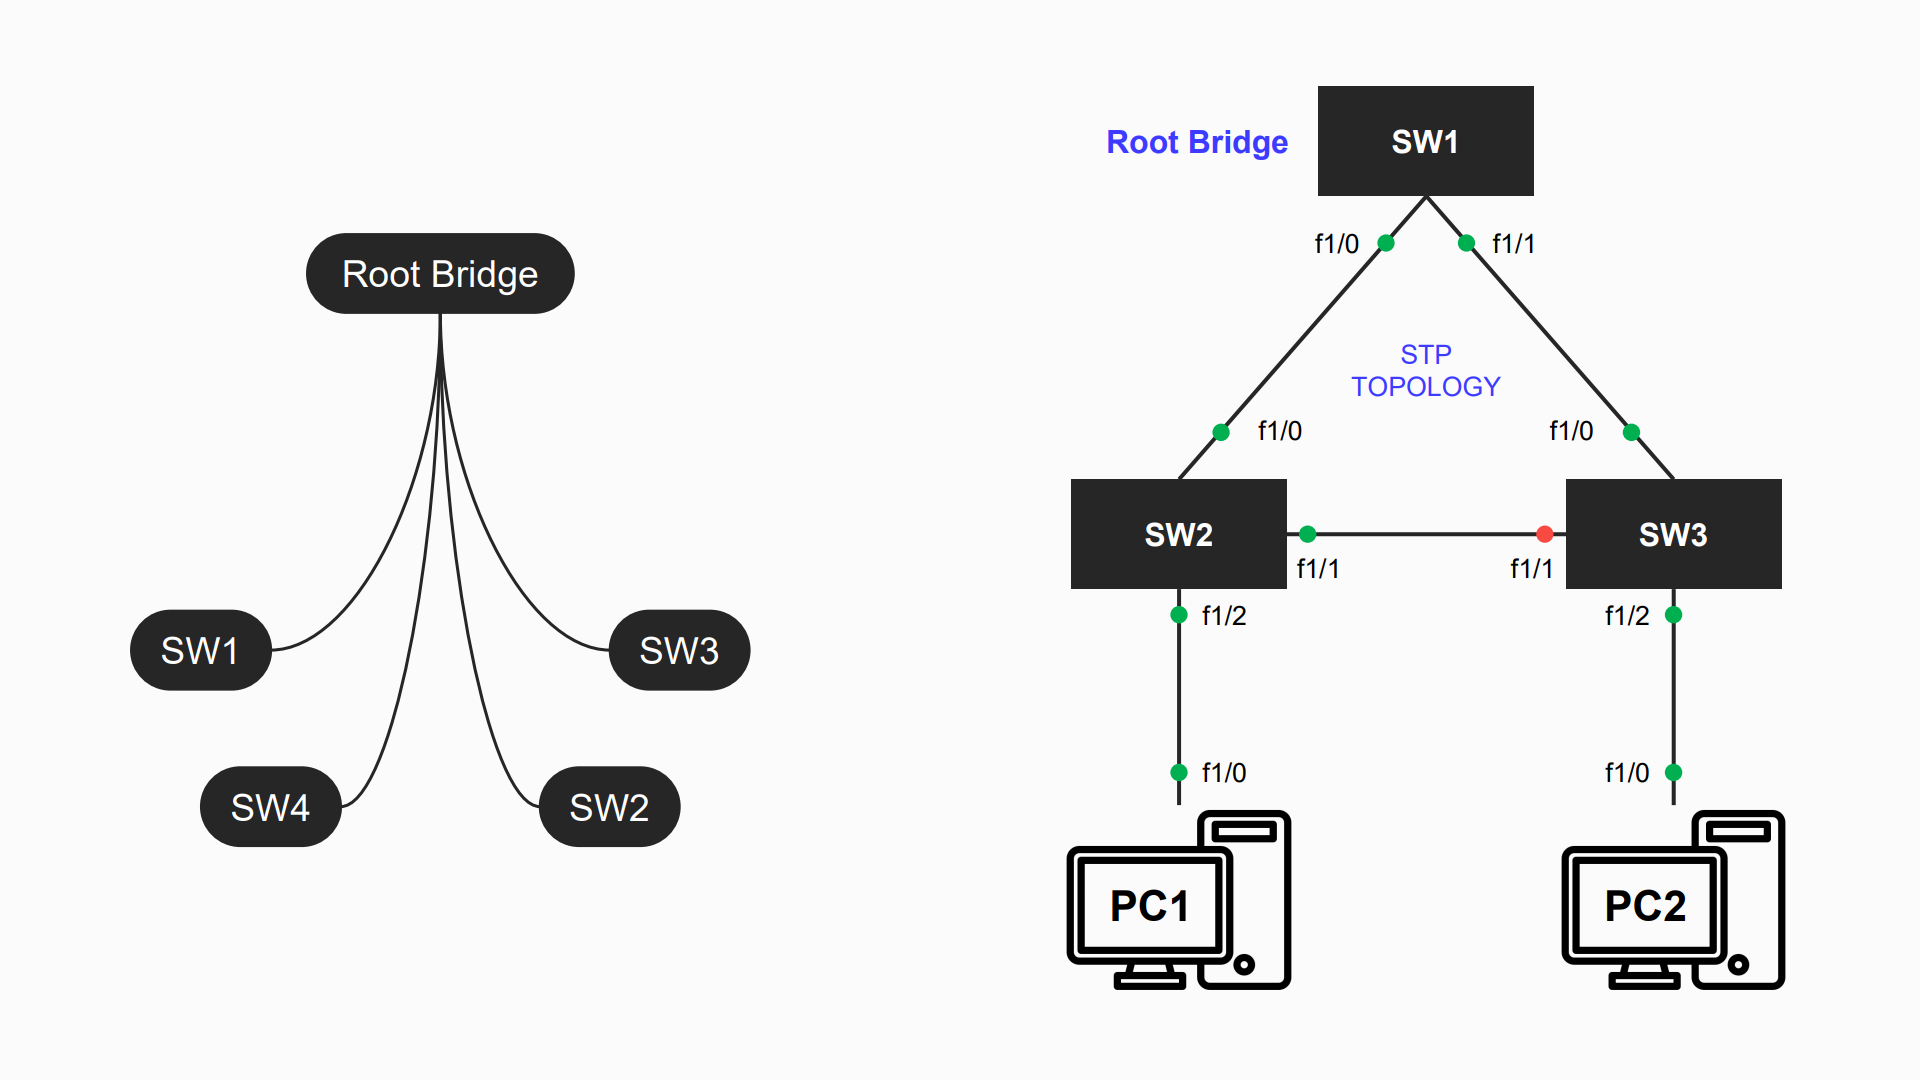 Root Bridge
SW1
SW3
SW4
SW2
Root Bridge
SW1
f1/0
f1/1
STP
TOPOLOGY
f1/0
f1/0
SW2
SW3
f1/1
f1/1
f1/2
f1/2
f1/0
f1/0
PC1
PC2